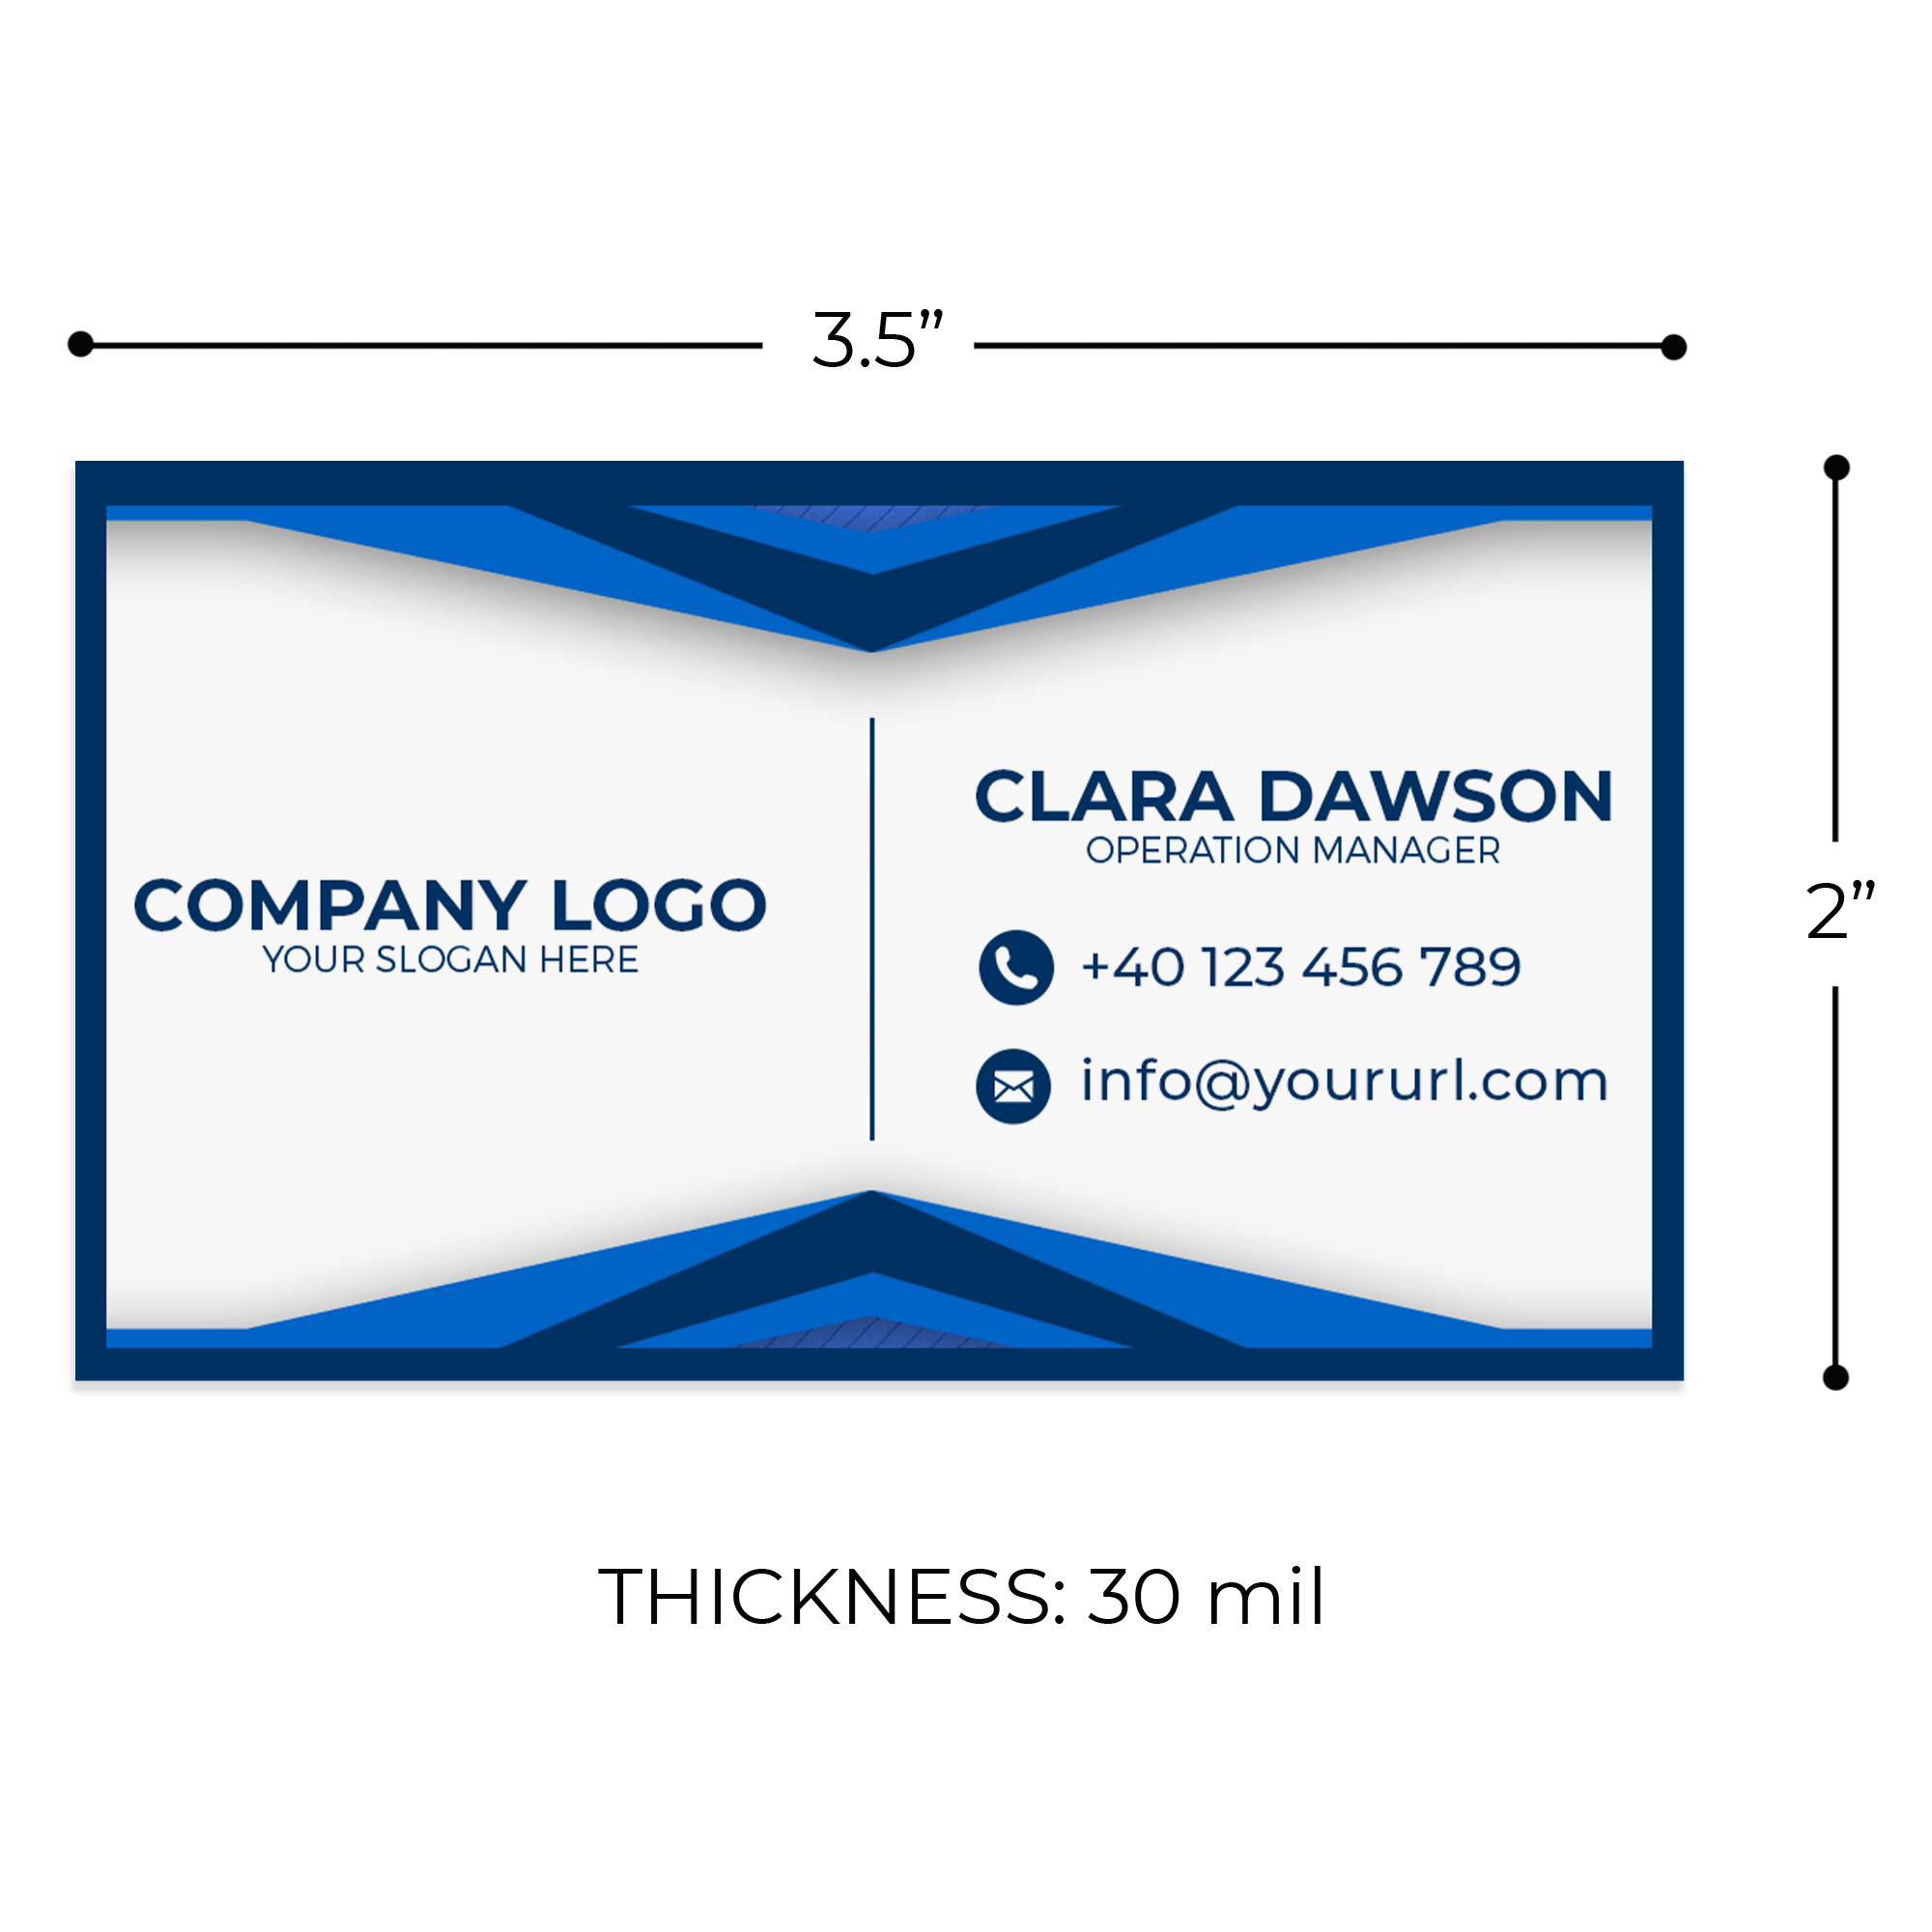 3.5”
COMPANY LOGO
YOUR SLOGAN HERE
CLARA DAWSON
OPERATION MANAGER
+40 123 456 789
info@yoururl.com
2”
THICKNESS: 30 mil